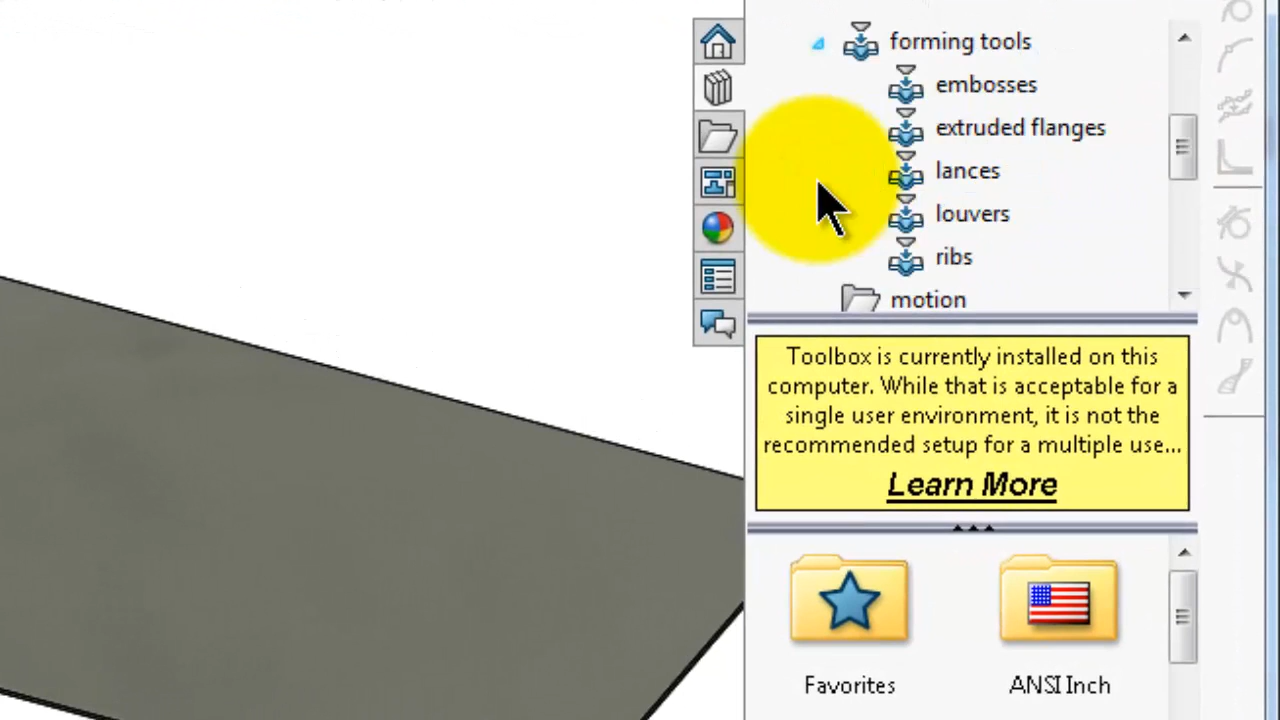 forming tools
embosses
extruded flanges
lances
louvers
ribs
motion
Toolbox is currently installed on this
computer. While that is acceptable for a
single user environment, it is not the
recommended setup for a multiple use...
Learn More
Favorites
ANSI Inch